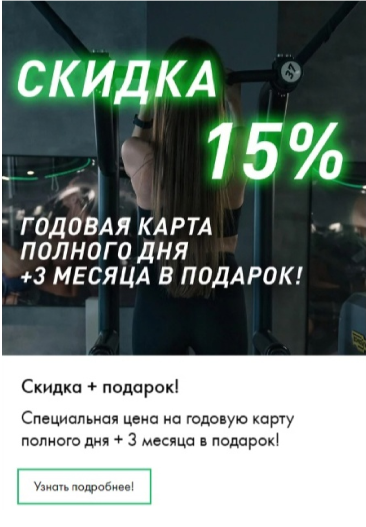 СКИДКА
15%
ГОДОВАЯ КАРТА
ПОЛНОГО ДНЯ
+3 МЕСЯЦА В ПОДАРОК!
37
Скидка + подарок!
Специальная цена на годовую карту
полного дня + 3 месяца в подарок!
Узнать подробнее!